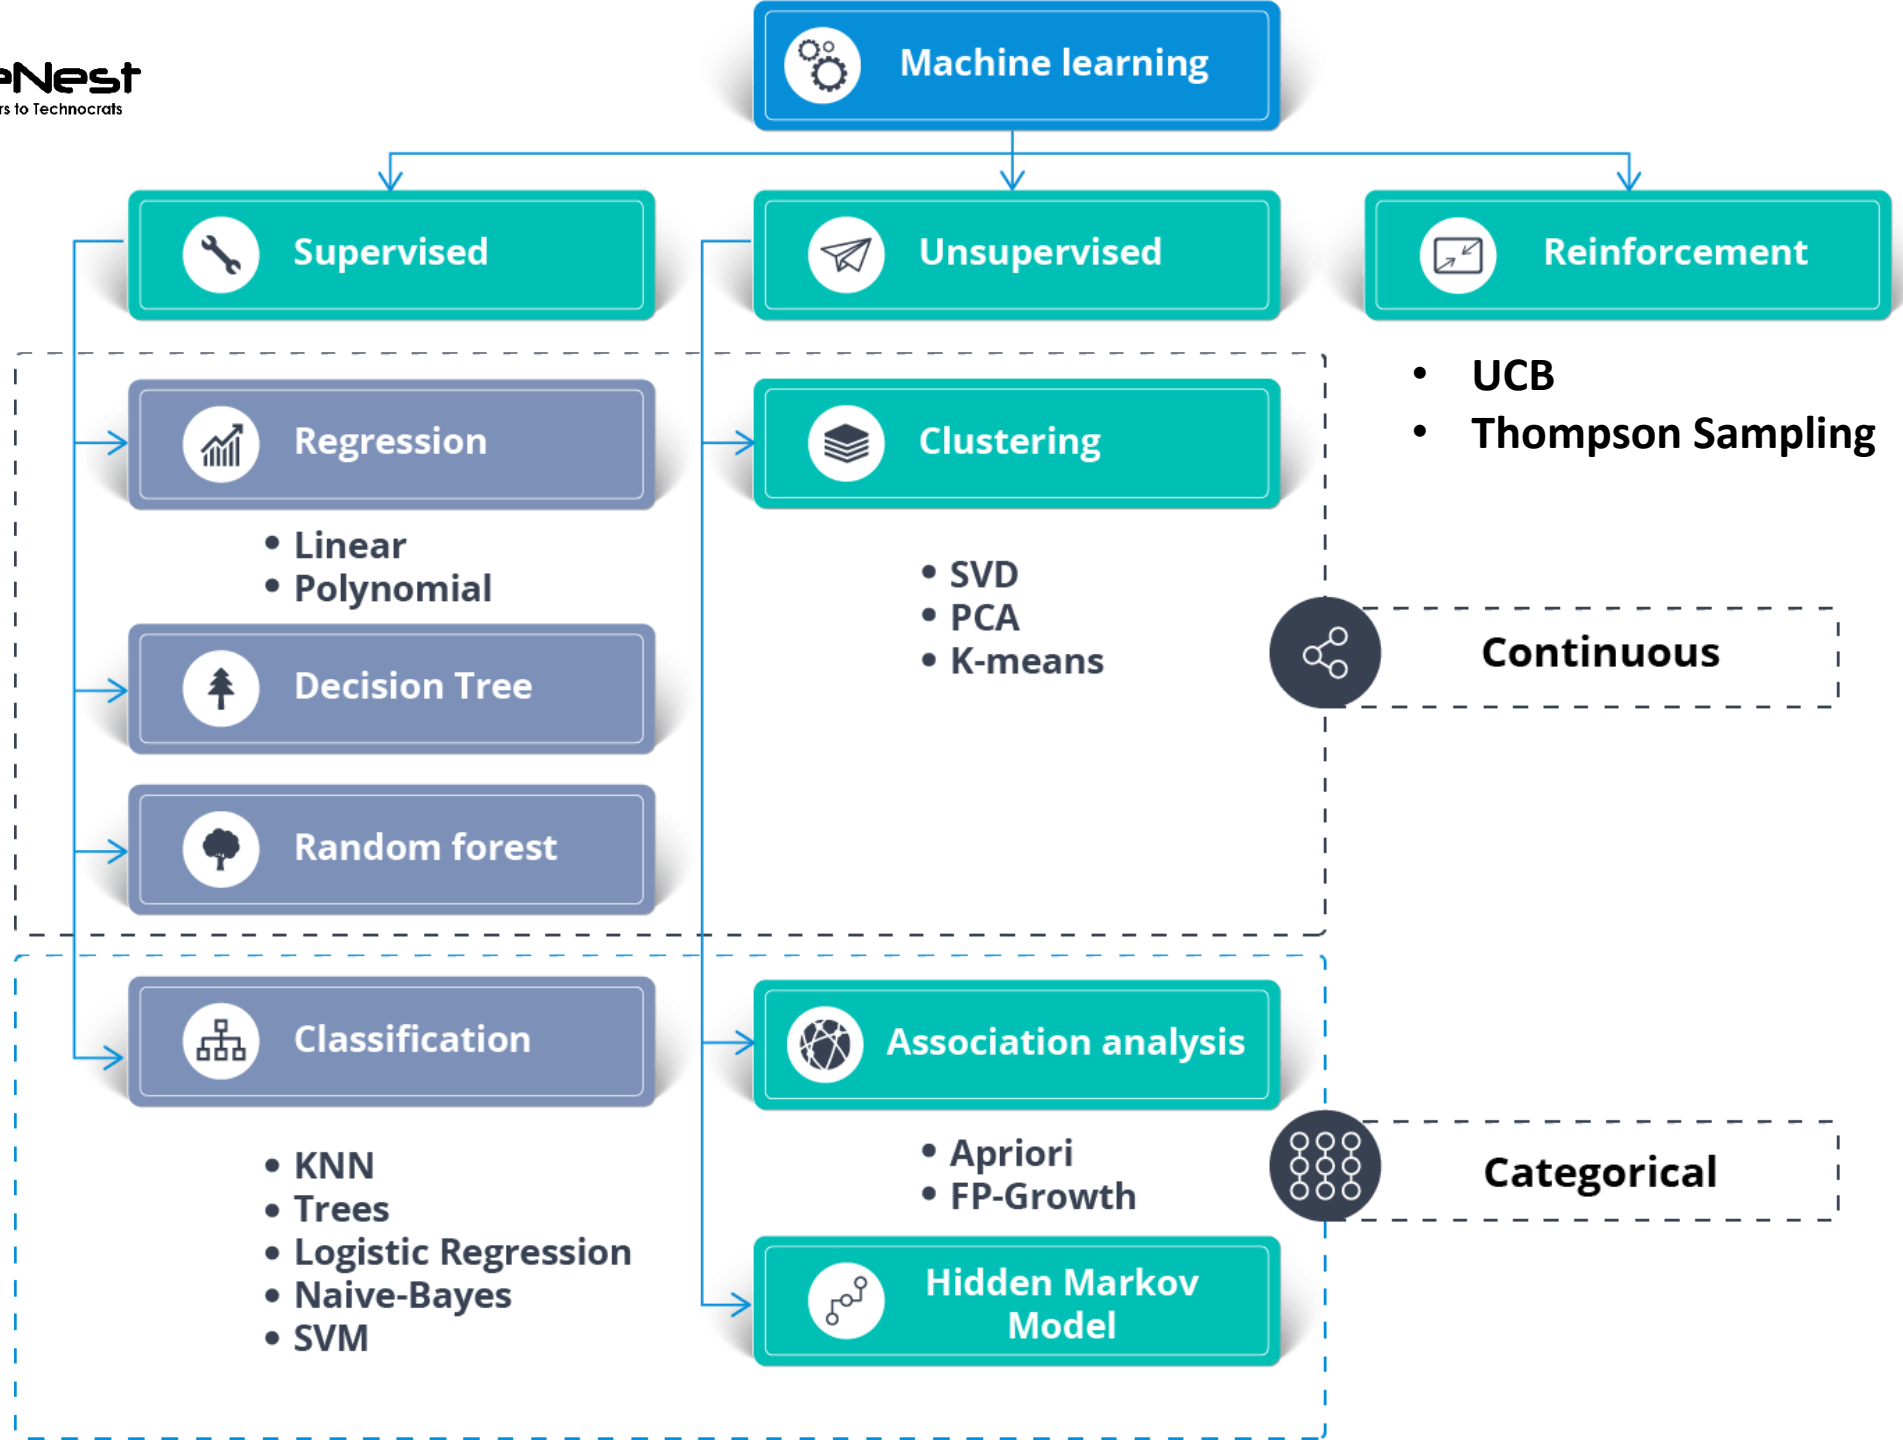 Machine learning
eNest
rs to Technocrats
Supervised
Unsupervised
Reinforcement
• UCB
• Thompson Sampling
Regression
• Linear
• Polynomial
Decision Tree
Random forest
Clustering
• SVD
• PCA
• K-means
Continuous
Classification
• KNN
• Trees
• Logistic Regression
• Naive-Bayes
• SVM
Association analysis
• Apriori
• FP-Growth
Hidden Markov
Model
Categorical